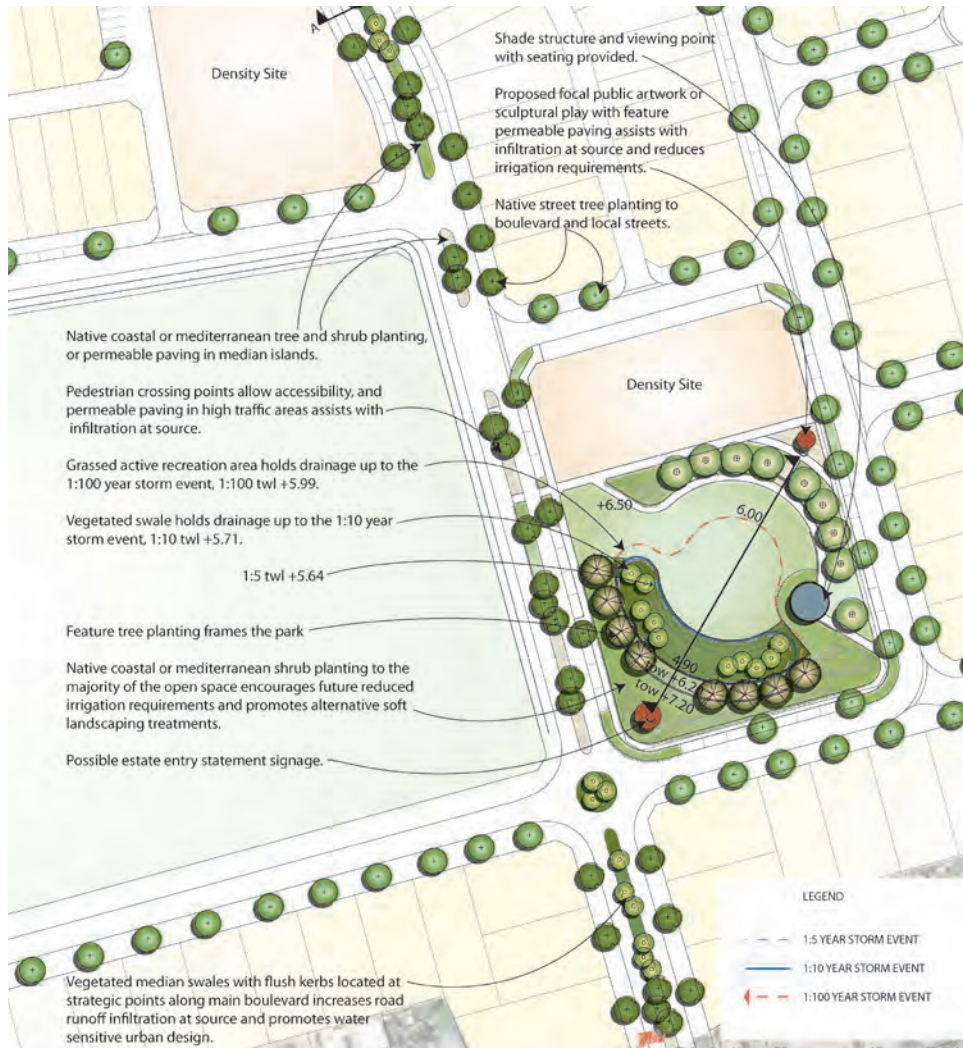 A
Density Site
Shade structure and viewing point
with seating provided.
Proposed focal public artwork or
sculptural play with feature
permeable paving assists with
infiltration at source and reduces
irrigation requirements.
Native street tree planting to
boulevard and local streets.
Native coastal or mediterranean tree and shrub planting,
or permeable paving in median islands.
Pedestrian crossing points allow accessibility, and
permeable paving in high traffic areas assists with
infiltration at source.
Grassed active recreation area holds drainage up to the
1:100 year storm event, 1:100 twl +5.99.
Vegetated swale holds drainage up to the 1:10 year
storm event, 1:10 twl +5.71.
1:5 twl +5.64
Feature tree planting frames the park
Native coastal or mediterranean shrub planting to the
majority of the open space encourages future reduced
irrigation requirements and promotes alternative soft
landscaping treatments.
Possible estate entry statement signage.
Density Site
+6.50
6.00
4.90
tow +6.2
tow +7.20
Vegetated median swales with flush kerbs located at
strategic points along main boulevard increases road
runoff infiltration at source and promotes water
sensitive urban design.
LEGEND
1:5 YEAR STORM EVENT
1:10 YEAR STORM EVENT
1:100 YEAR STORM EVENT